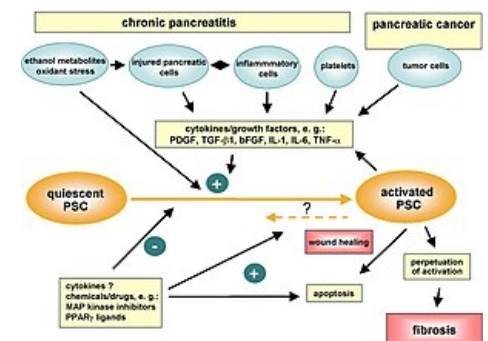 chronic pancreatitis
pancreatic cancer
ethanol metabolites
oxidant stress
injured pancreatic
cells
inflammmatory
cells
platelets
tumor cells
cytokines/growth factors, e. g.:
PDGF, TGF-β1, bFGF, IL-1, IL-6, TNF-α
+
quiescent
PSC
activated
PSC
?
-
wound healing
+
perpetuation
of activation
cytokines ?
chemicals/drugs, e. g.:
MAP kinase inhibitors
PPARγ ligands
apoptosis
fibrosis